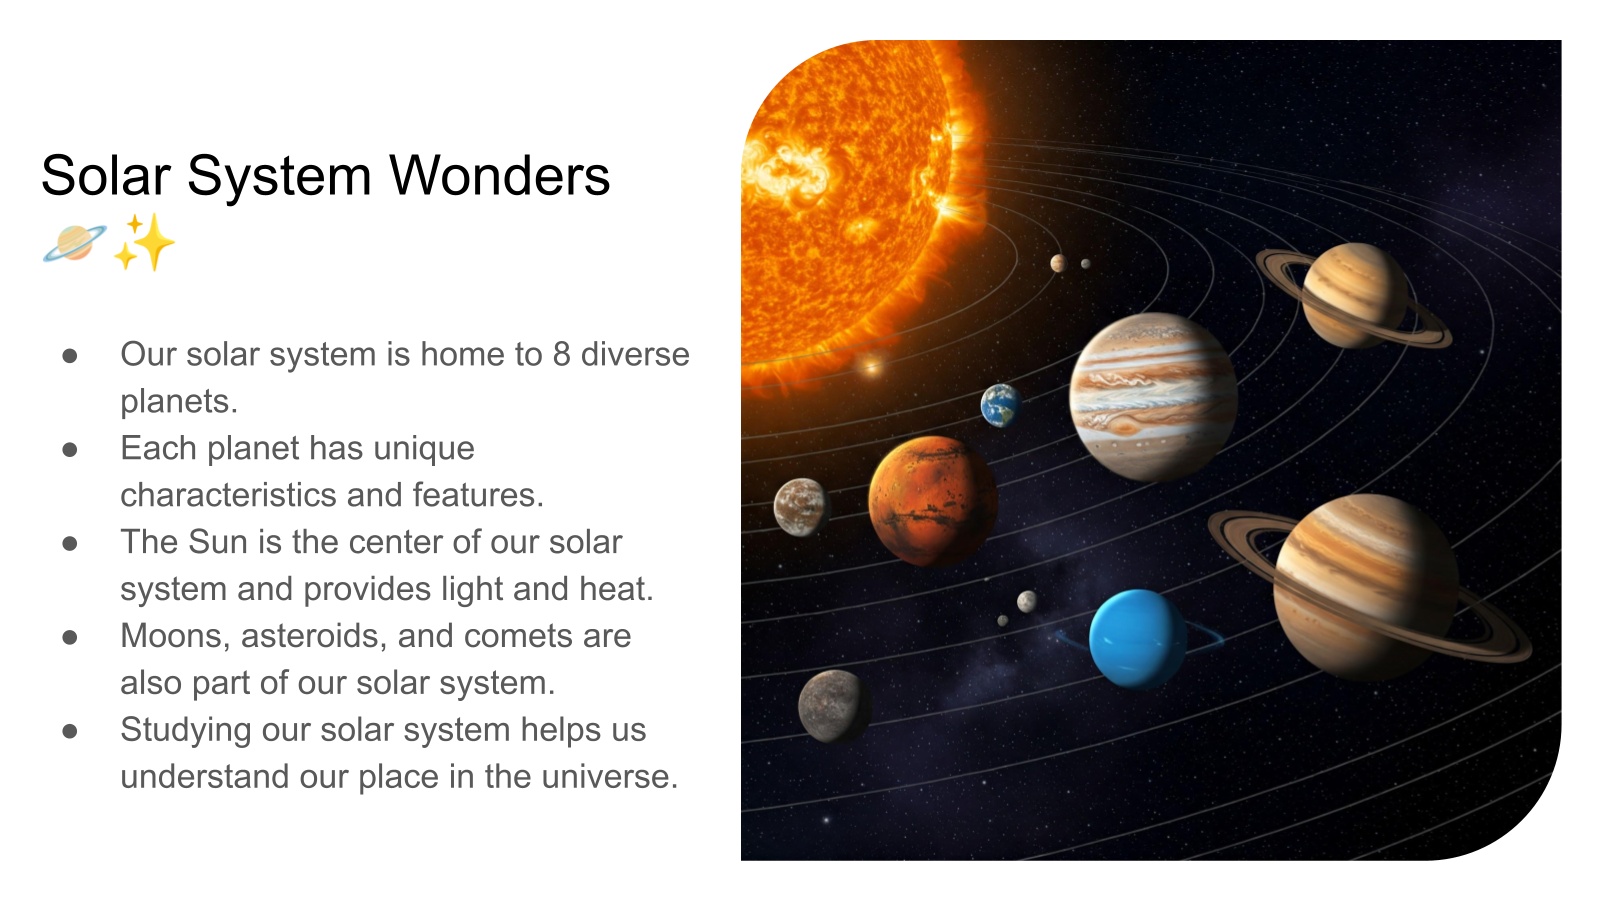 Solar System Wonders
🪐✨
● Our solar system is home to 8 diverse
planets.
● Each planet has unique
characteristics and features.
● The Sun is the center of our solar
system and provides light and heat.
● Moons, asteroids, and comets are
also part of our solar system.
● Studying our solar system helps us
understand our place in the universe.